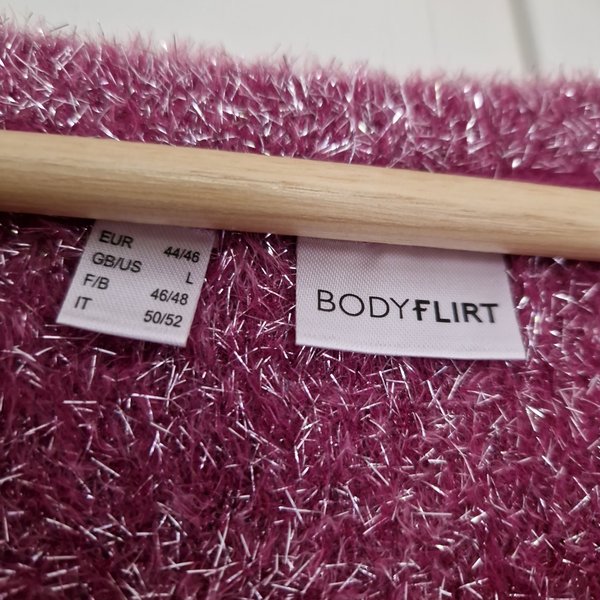 EUR 44/46
GB/US L
F/B 46/48
IT 50/52
BODYFLIRT